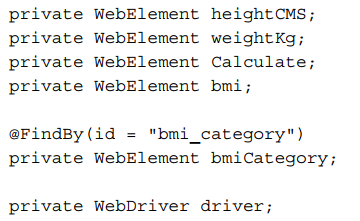 private WebElement heightCMS;
private WebElement weightKg;
private WebElement Calculate;
private WebElement bmi;
@FindBy(id = "bmi_category")
private WebElement bmiCategory;
private WebDriver driver;